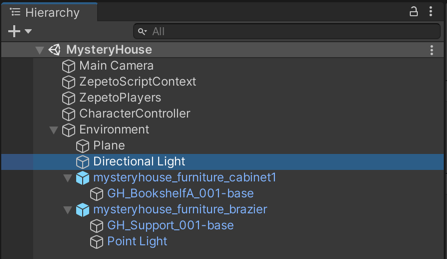 Hierarchy
All
MysteryHouse
Main Camera
ZepetoScriptContext
ZepetoPlayers
CharacterController
Environment
Plane
Directional Light
mysteryhouse_furniture_cabinet1
GH_BookshelfA_001-base
mysteryhouse_furniture_brazier
GH_Support_001-base
Point Light